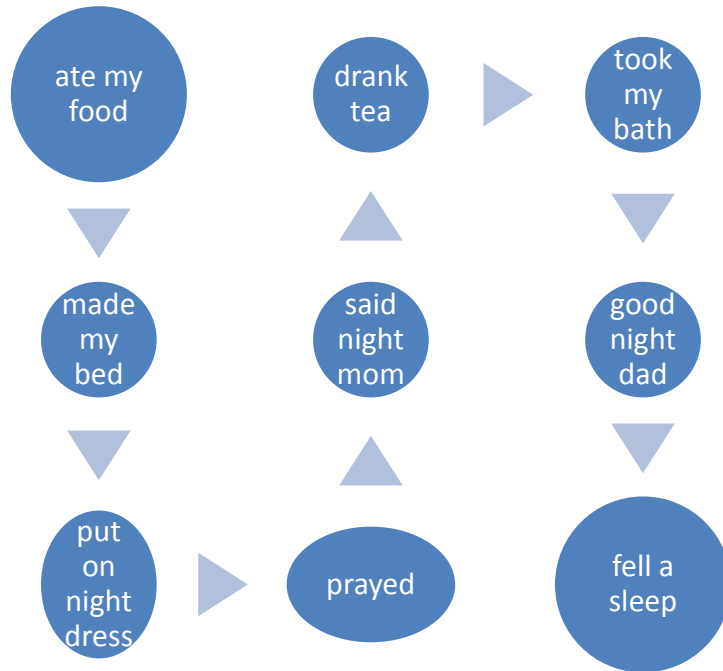 ate my
food
made
my
bed
put
on
night
dress
prayed
said
night
mom
drank
tea
took
my
bath
good
night
dad
fell a
sleep